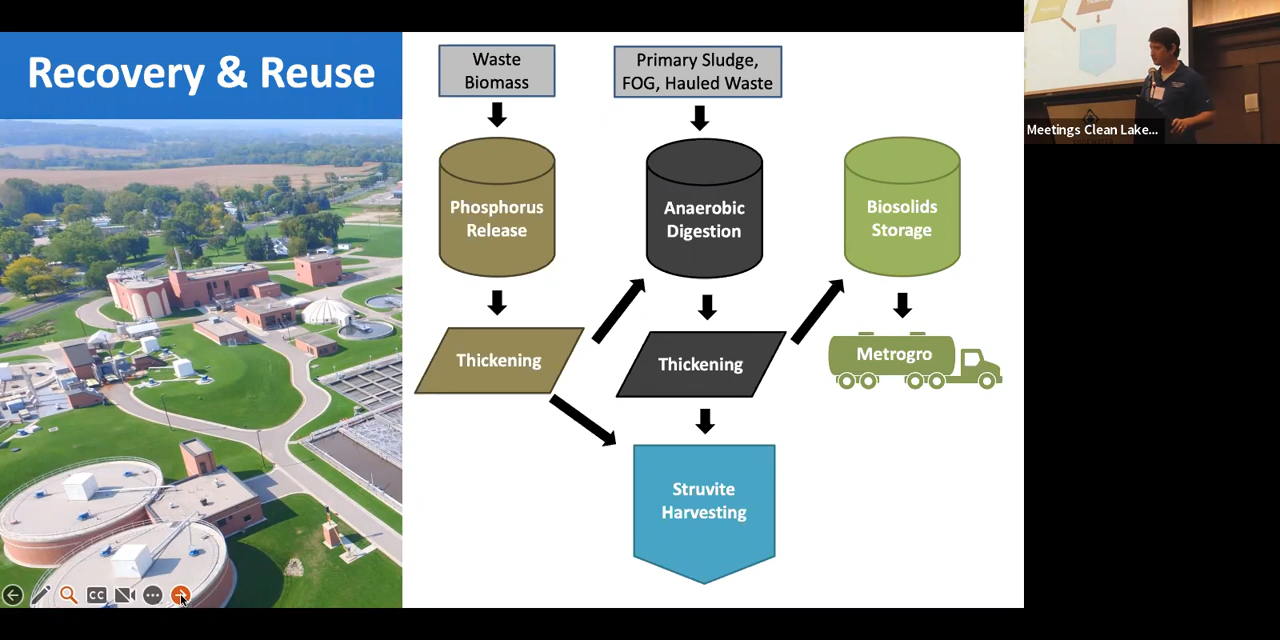 Recovery & Reuse
Waste
Biomass
Primary Sludge,
FOG, Hauled Waste
Phosphorus
Release
Anaerobic
Digestion
Biosolids
Storage
Thickening
Thickening
Metrogro
Struvite
Harvesting
CC
Meetings Clean Lake...